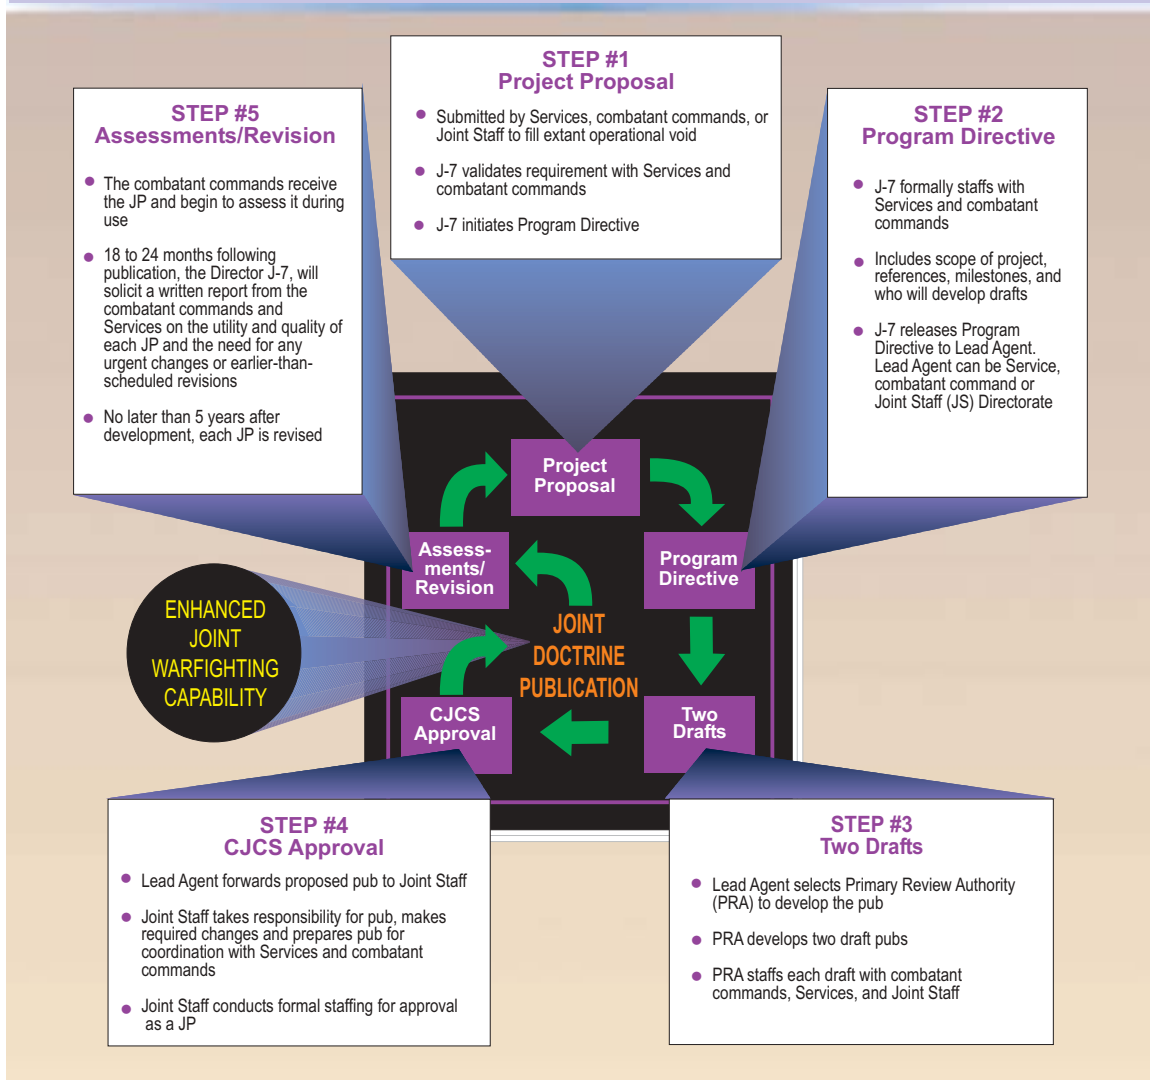 STEP #1
Project Proposal
Submitted by Services, combatant commands, or
Joint Staff to fill extant operational void
J-7 validates requirement with Services and
combatant commands
J-7 initiates Program Directive
STEP #5
Assessments/Revision
The combatant commands receive
the JP and begin to assess it during
use
18 to 24 months following
publication, the Director J-7, will
solicit a written report from the
combatant commands and
Services on the utility and quality of
each JP and the need for any
urgent changes or earlier-than-
scheduled revisions
No later than 5 years after
development, each JP is revised
STEP #2
Program Directive
J-7 formally staffs with
Services and combatant
commands
Includes scope of project,
references, milestones, and
who will develop drafts
J-7 releases Program
Directive to Lead Agent.
Lead Agent can be Service,
combatant command or
Joint Staff (JS) Directorate
Project
Proposal
Assess-
ments/
Revision
Program
Directive
ENHANCED
JOINT
WARFIGHTING
CAPABILITY
JOINT
DOCTRINE
PUBLICATION
CJCS
Approval
Two
Drafts
STEP #4
CJCS Approval
Lead Agent forwards proposed pub to Joint Staff
Joint Staff takes responsibility for pub, makes
required changes and prepares pub for
coordination with Services and combatant
commands
Joint Staff conducts formal staffing for approval
as a JP
STEP #3
Two Drafts
Lead Agent selects Primary Review Authority
(PRA) to develop the pub
PRA develops two draft pubs
PRA staffs each draft with combatant
commands, Services, and Joint Staff